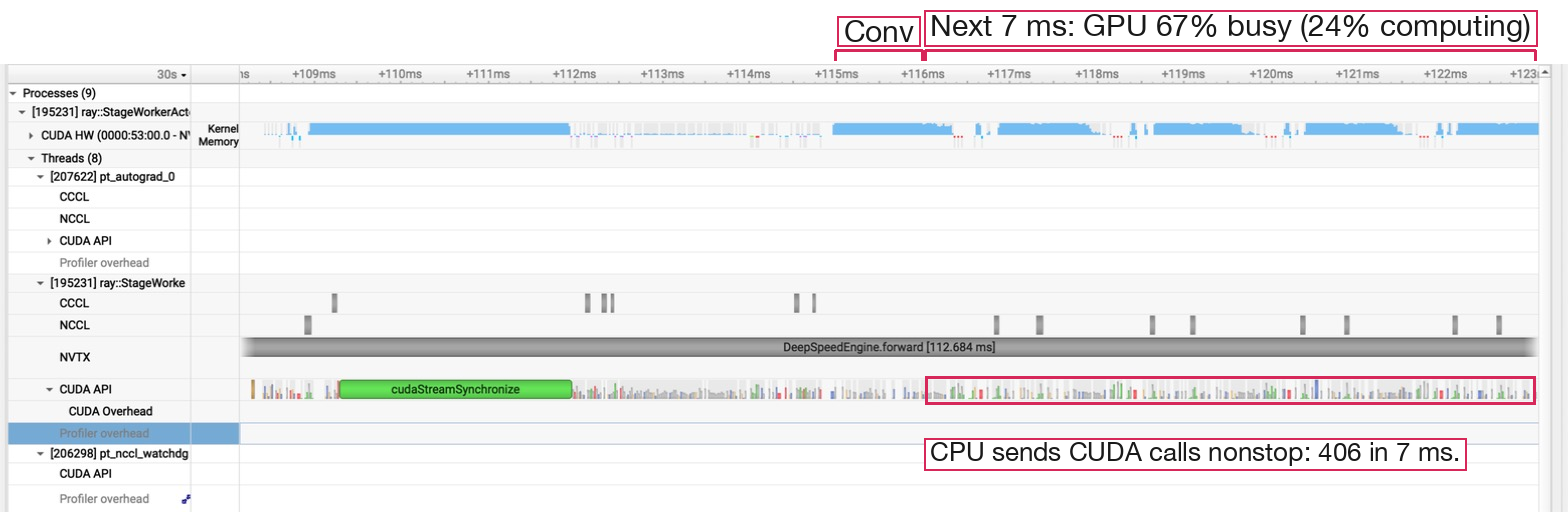 Conv
Next 7 ms: GPU 67% busy (24% computing)
30s
ns +109ms +110ms +111ms +112ms +113ms +114ms +115ms +116ms +117ms +118ms +119ms +120ms +121ms +122ms +123
Processes (9)
[195231] ray::StageWorkerAct
CUDA HW (0000:53:00.0 - NV
Kernel
Memory
Threads (8)
[207622] pt_autograd_0
CCCL
NCCL
CUDA API
Profiler overhead
[195231] ray::StageWorke
CCCL
NCCL
NVTX
DeepSpeedEngine.forward [112.684 ms]
CUDA API
cudaStreamSynchronize
CUDA Overhead
Profiler overhead
CPU sends CUDA calls nonstop: 406 in 7 ms.
[206298] pt_nccl_watchdg
CUDA API
Profiler overhead